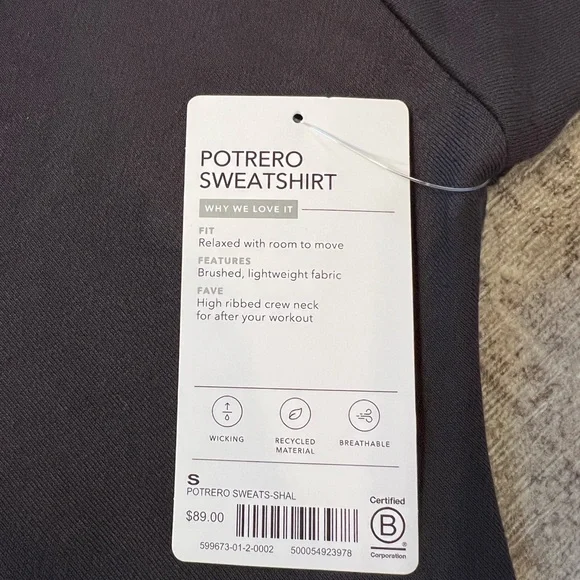 POTRERO
SWEATSHIRT
WHY WE LOVE IT
FIT
Relaxed with room to move
FEATURES
Brushed, lightweight fabric
FAVE
High ribbed crew neck
for after your workout
WICKING
RECYCLED
MATERIAL
BREATHABLE
S
POTRERO SWEATS-SHAL
$89.00
599673-01-2-0002 500054923978
Certified
B
Corporation